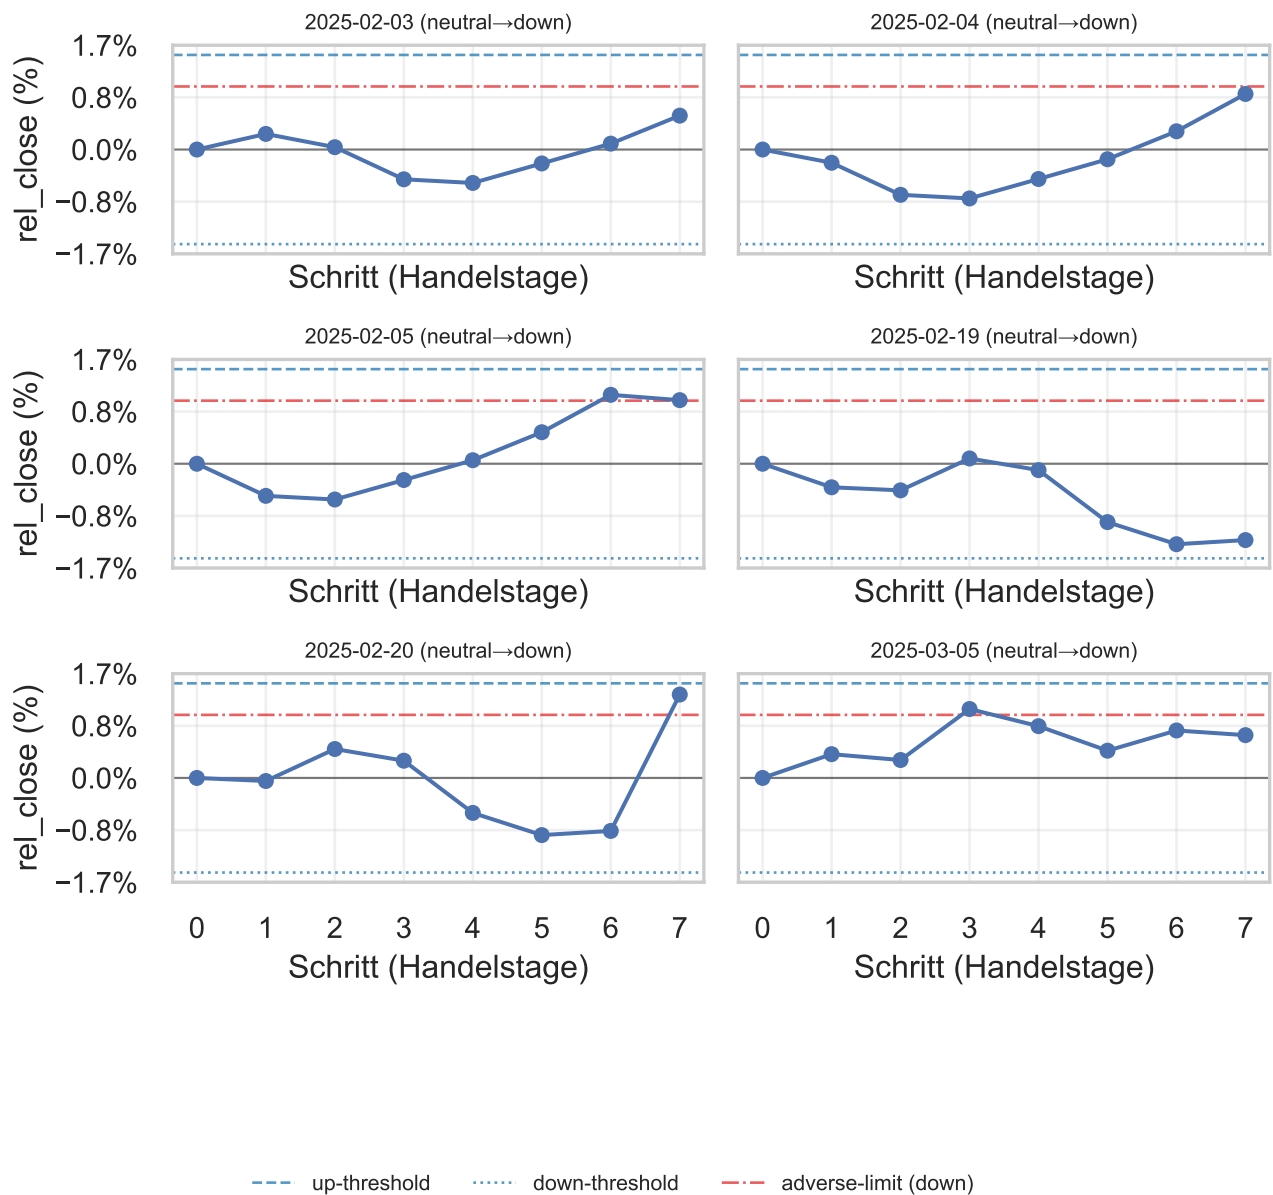 2025-02-03 (neutral→down)
2025-02-04 (neutral→down)
rel_close (%)
1.7%
0.8%
0.0%
−0.8%
−1.7%
Schritt (Handelstage)
Schritt (Handelstage)
2025-02-05 (neutral→down)
2025-02-19 (neutral→down)
rel_close (%)
1.7%
0.8%
0.0%
−0.8%
−1.7%
Schritt (Handelstage)
Schritt (Handelstage)
2025-02-20 (neutral→down)
2025-03-05 (neutral→down)
rel_close (%)
1.7%
0.8%
0.0%
−0.8%
−1.7%
0 1 2 3 4 5 6 7
0 1 2 3 4 5 6 7
Schritt (Handelstage)
Schritt (Handelstage)
up-threshold
down-threshold
adverse-limit (down)